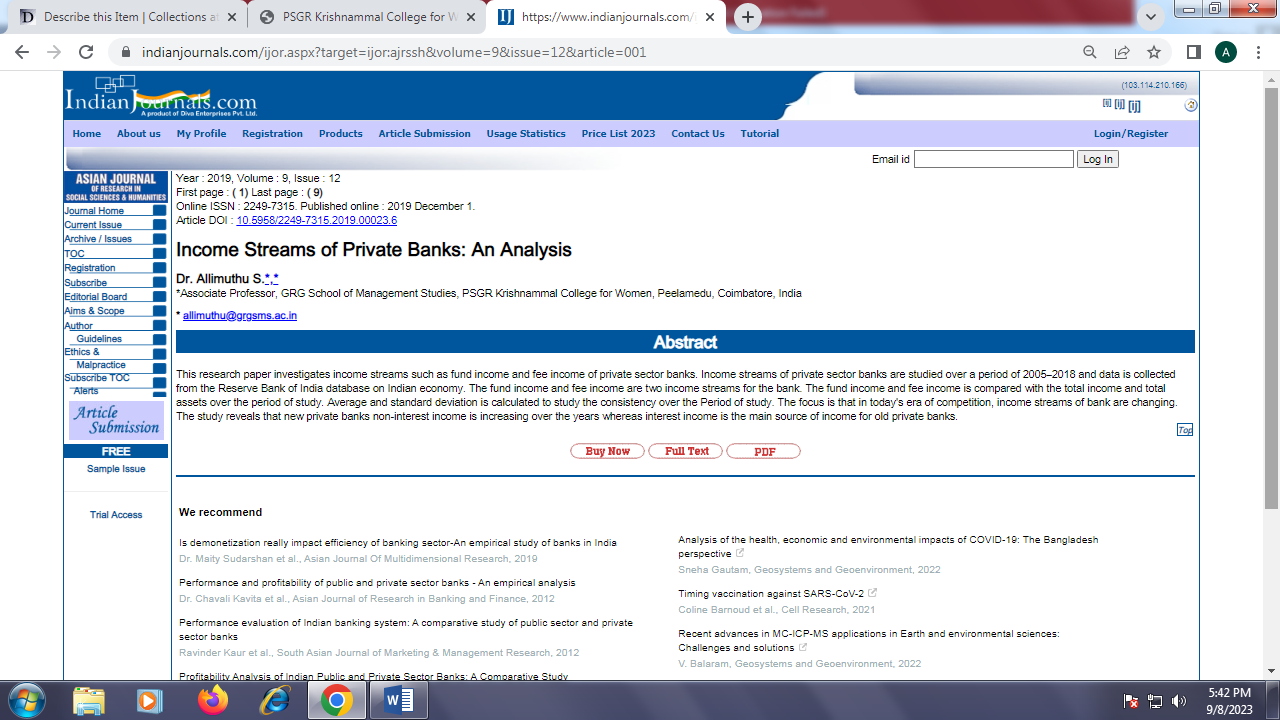 Describe this Item | Collections at
PSGR Krishnammal College for W
https://www.indianjournals.com/
indianjournals.com/ijor.aspx?target=ijor:ajrssh&volume=9&issue=12&article=001
A
IndianJournals.com
A product of Diva Enterprises Pvt. Ltd.
(103.114.210.166)
[ij] [ij] [ij]
Home About us My Profile Registration Products Article Submission Usage Statistics Price List 2023 Contact Us Tutorial Login/Register
Email id Log In
ASIAN JOURNAL
OF RESEARCH IN
SOCIAL SCIENCES & HUMANITIES
Journal Home
Current Issue
Archive / Issues
TOC
Registration
Subscribe
Editorial Board
Aims & Scope
Author
Guidelines
Ethics &
Malpractice
Subscribe TOC
Alerts
Article
Submission
FREE
Sample Issue
Trial Access
Year : 2019, Volume : 9, Issue : 12
First page : ( 1) Last page : ( 9)
Online ISSN : 2249-7315. Published online : 2019 December 1.
Article DOI : 10.5958/2249-7315.2019.00023.6
Income Streams of Private Banks: An Analysis
Dr. Allimuthu S.*,*
*Associate Professor, GRG School of Management Studies, PSGR Krishnammal College for Women, Peelamedu, Coimbatore, India
* allimuthu@grgsms.ac.in
Abstract
This research paper investigates income streams such as fund income and fee income of private sector banks. Income streams of private sector banks are studied over a period of 2005–2018 and data is collected
from the Reserve Bank of India database on Indian economy. The fund income and fee income are two income streams for the bank. The fund income and fee income is compared with the total income and total
assets over the period of study. Average and standard deviation is calculated to study the consistency over the Period of study. The focus is that in today's era of competition, income streams of bank are changing.
The study reveals that new private banks non-interest income is increasing over the years whereas interest income is the main source of income for old private banks.
Top
Buy Now Full Text PDF
We recommend
Is demonetization really impact efficiency of banking sector-An empirical study of banks in India
Dr. Maity Sudarshan et al., Asian Journal Of Multidimensional Research, 2019
Performance and profitability of public and private sector banks - An empirical analysis
Dr. Chavali Kavita et al., Asian Journal of Research in Banking and Finance, 2012
Performance evaluation of Indian banking system: A comparative study of public sector and private
sector banks
Ravinder Kaur et al., South Asian Journal of Marketing & Management Research, 2012
Profitability Analysis of Indian Public and Private Sector Banks: A Comparative Study
Analysis of the health, economic and environmental impacts of COVID-19: The Bangladesh
perspective
Sneha Gautam, Geosystems and Geoenvironment, 2022
Timing vaccination against SARS-CoV-2
Coline Barnoud et al., Cell Research, 2021
Recent advances in MC-ICP-MS applications in Earth and environmental sciences:
Challenges and solutions
V. Balaram, Geosystems and Geoenvironment, 2022
5:42 PM
9/8/2023